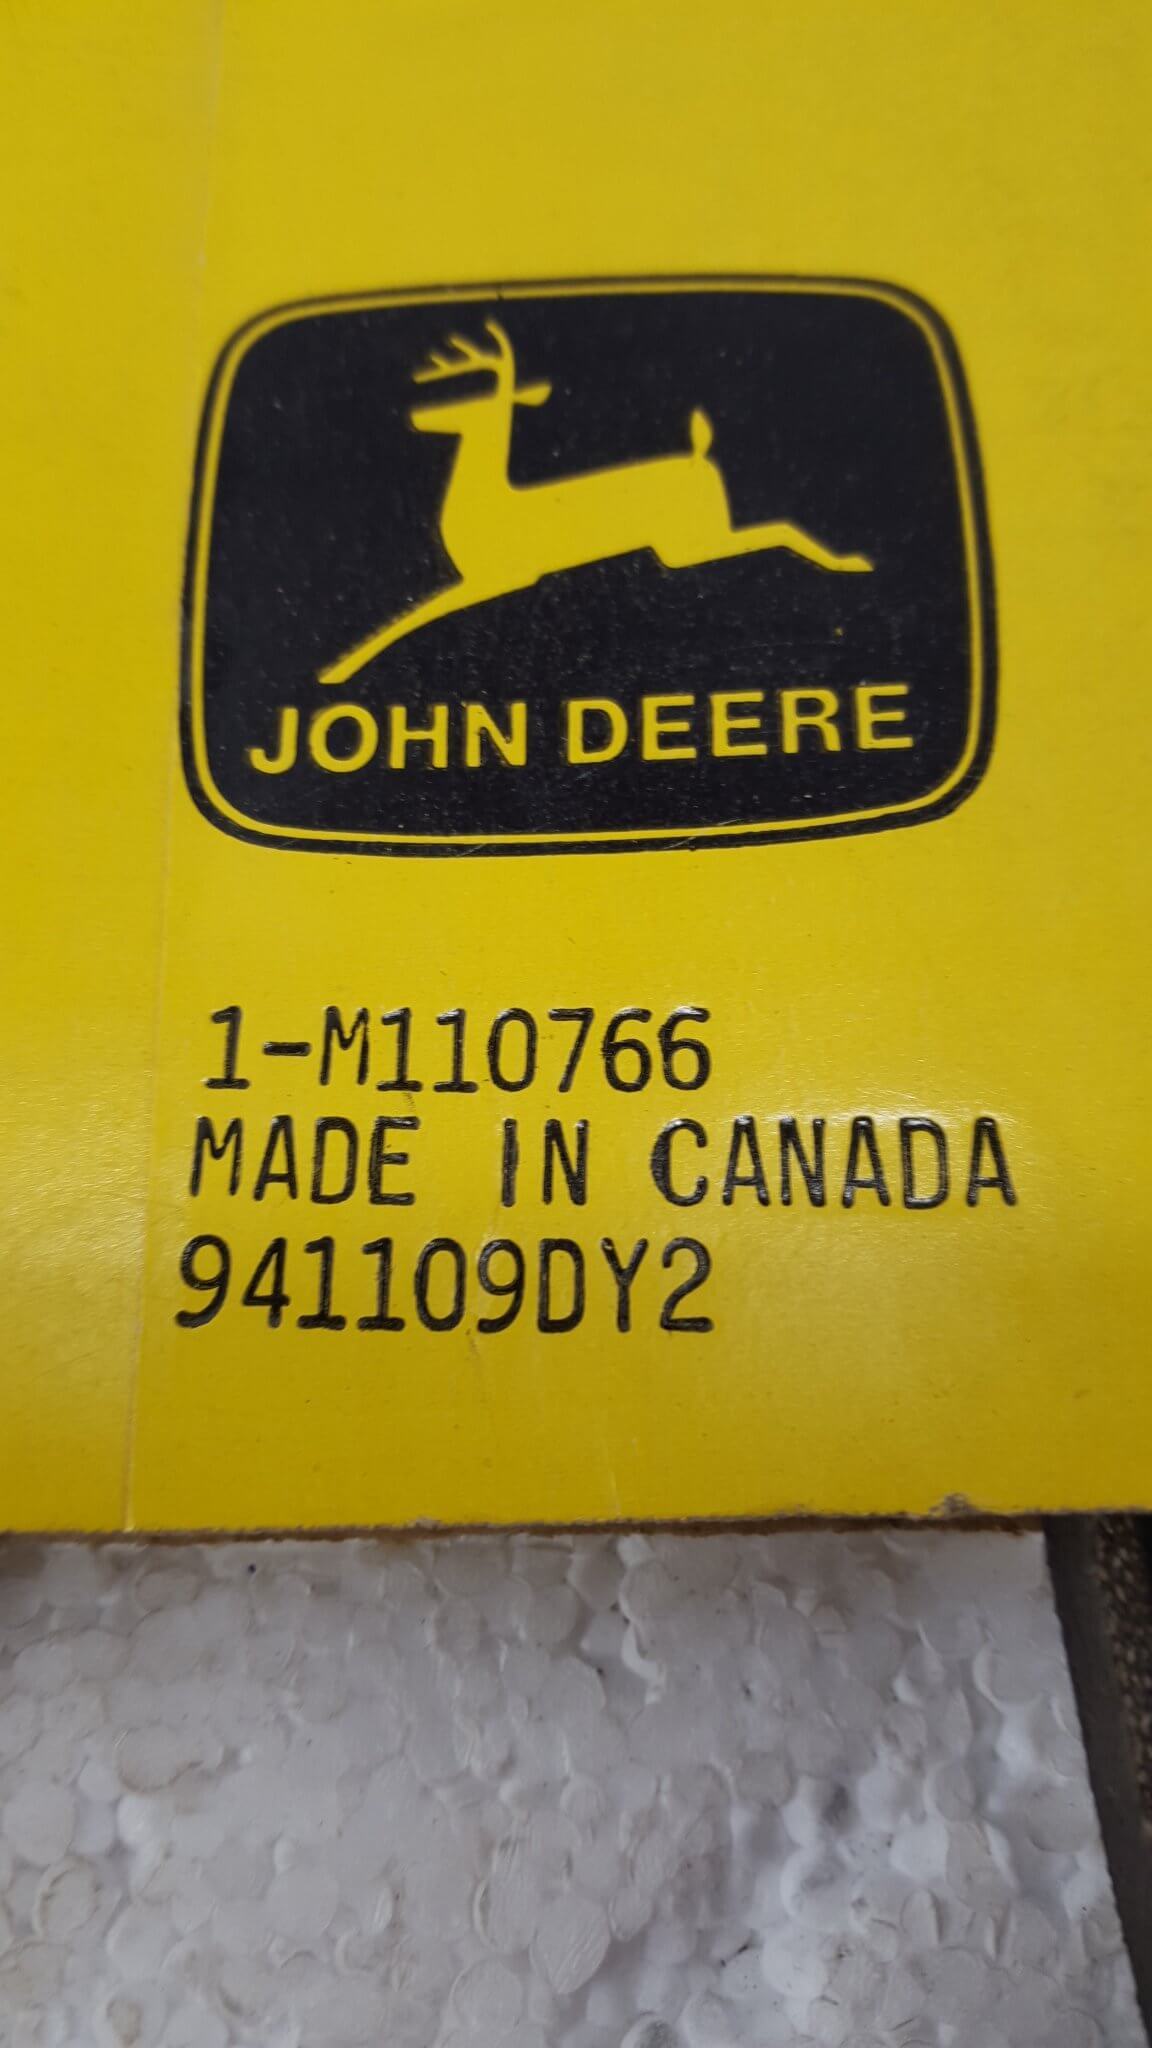 JOHN DEERE
1-M110766
MADE IN CANADA
941109DY2